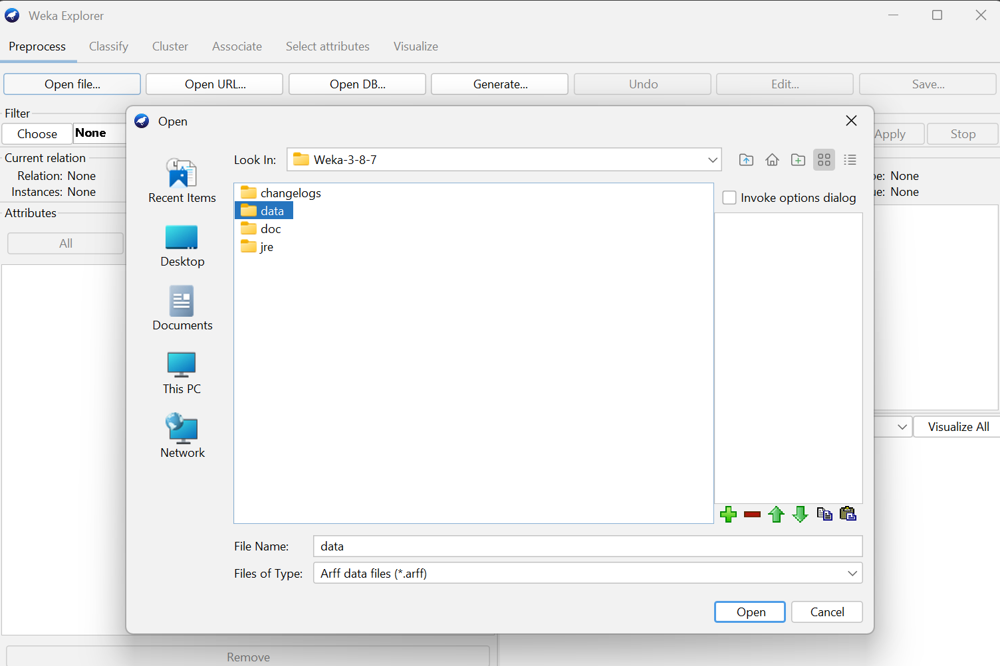 Weka Explorer
Preprocess Classify Cluster Associate Select attributes Visualize
Open file... Open URL... Open DB... Generate... Undo Edit... Save...
Filter
Choose None Apply Stop
Open
Current relation
Relation: None
Instances: None
Attributes
All
Look In: Weka-3-8-7
Recent Items
Desktop
Documents
This PC
Network
changelogs
data
doc
jre
Invoke options dialog
File Name: data
Files of Type: Arff data files (*.arff)
Open Cancel
None
None
Visualize All
Remove